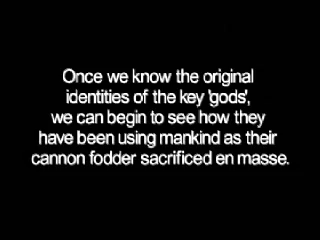 Once we know the original
identities of the key 'gods',
we can begin to see how they
have been using mankind as their
cannon fodder sacrificed en masse.